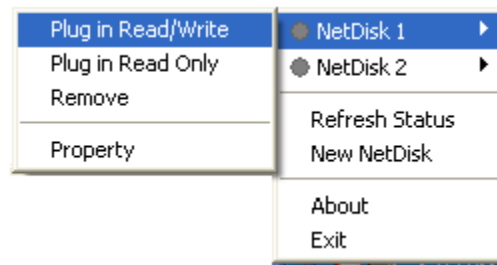 Plug in Read/Write
Plug in Read Only
Remove
Property
NetDisk 1
NetDisk 2
Refresh Status
New NetDisk
About
Exit